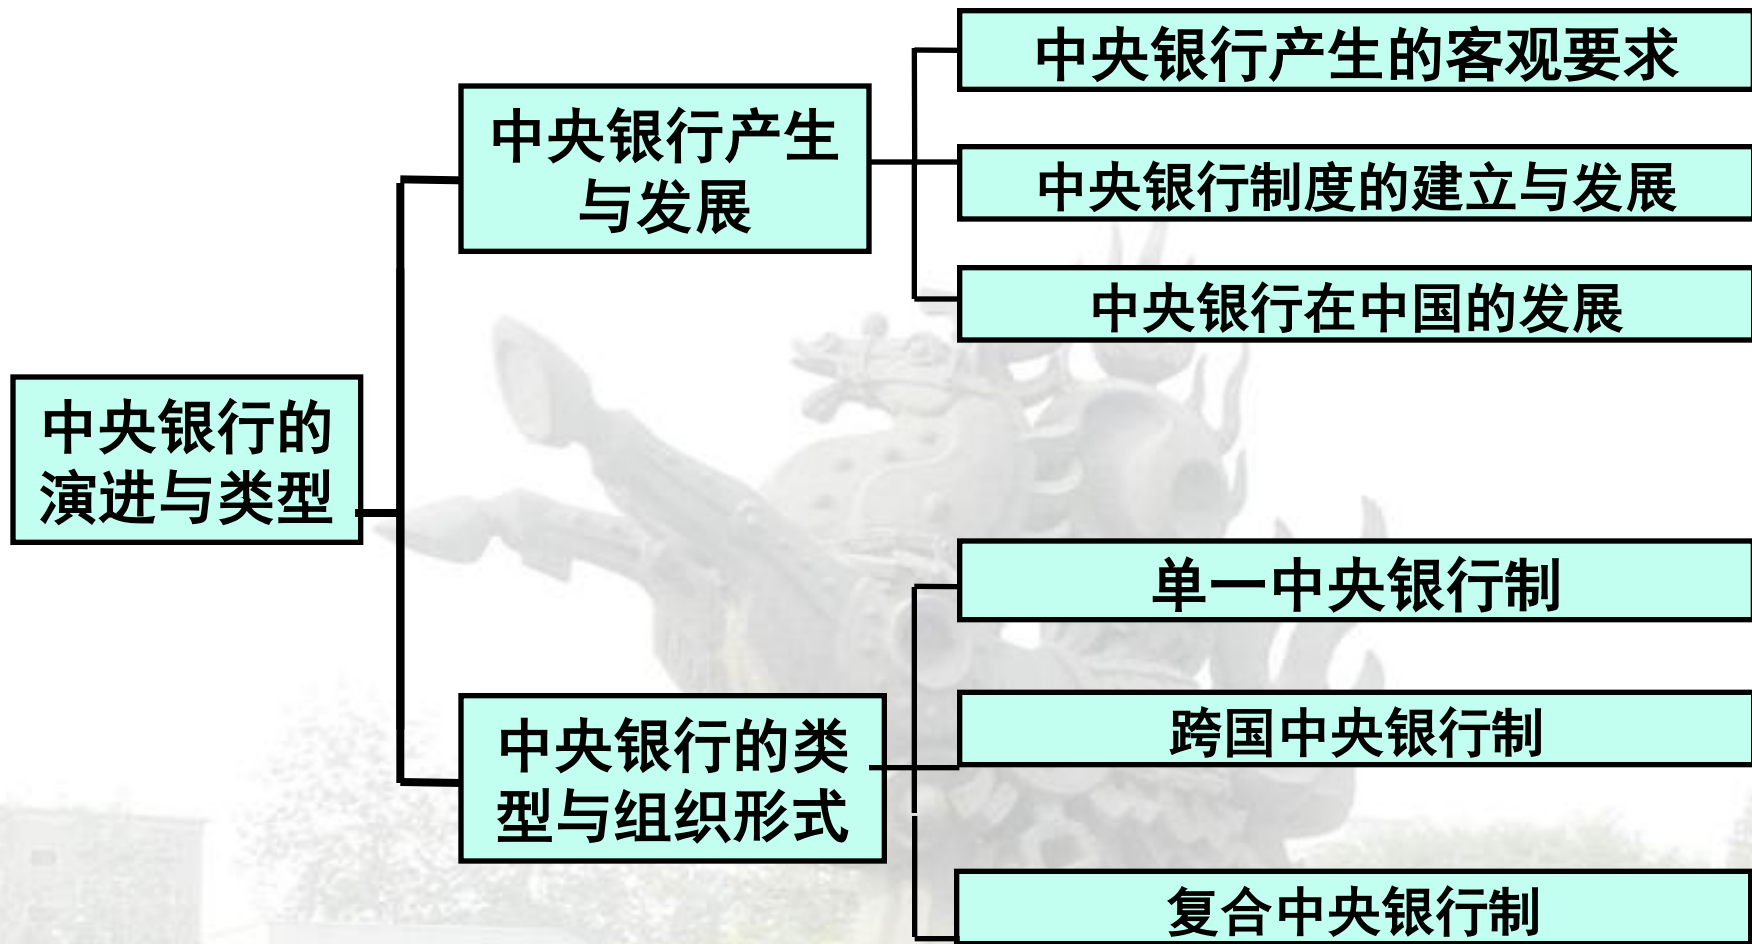 中央银行的
演进与类型
中央银行产生
与发展
中央银行产生的客观要求
中央银行制度的建立与发展
中央银行在中国的发展
中央银行的类
型与组织形式
单一中央银行制
跨国中央银行制
复合中央银行制